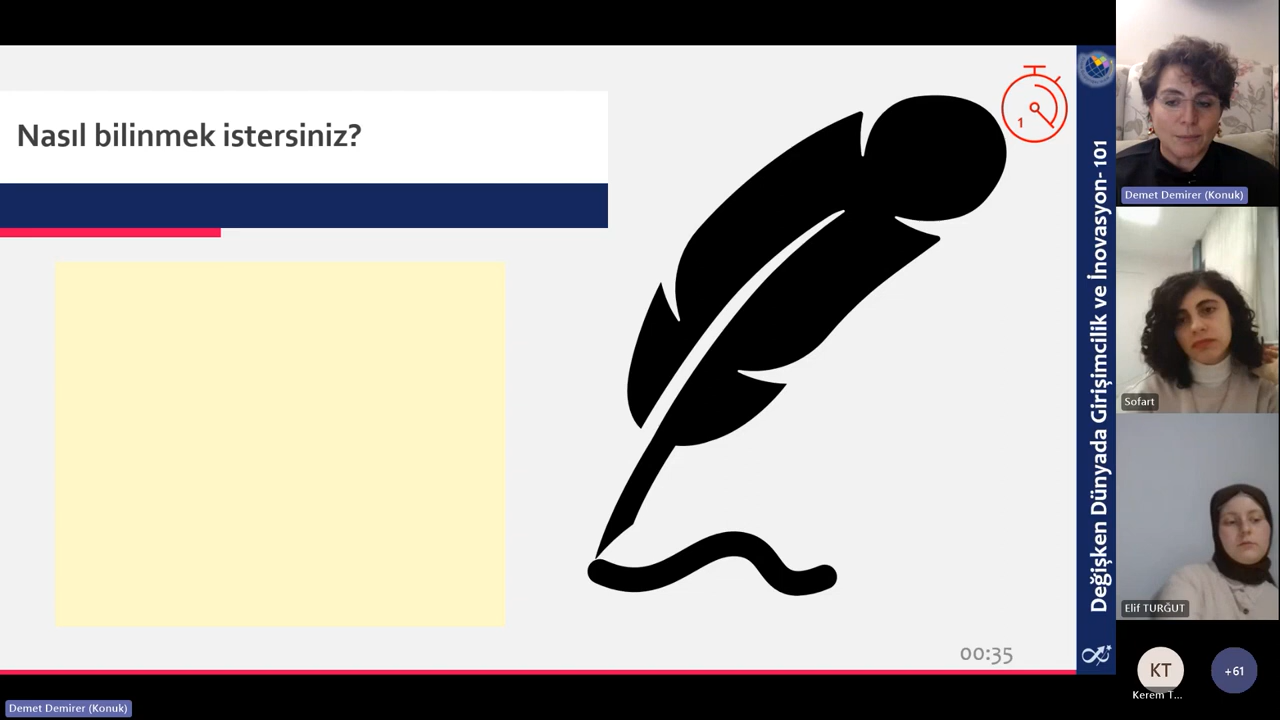 Nasıl bilinmek istersiniz?
1
Değişken Dünyada Girişimcilik ve İnovasyon- 101
00:35
Demet Demirer (Konuk)
Sofart
Elif TURĞUT
KT
Kerem T...
+61
Demet Demirer (Konuk)